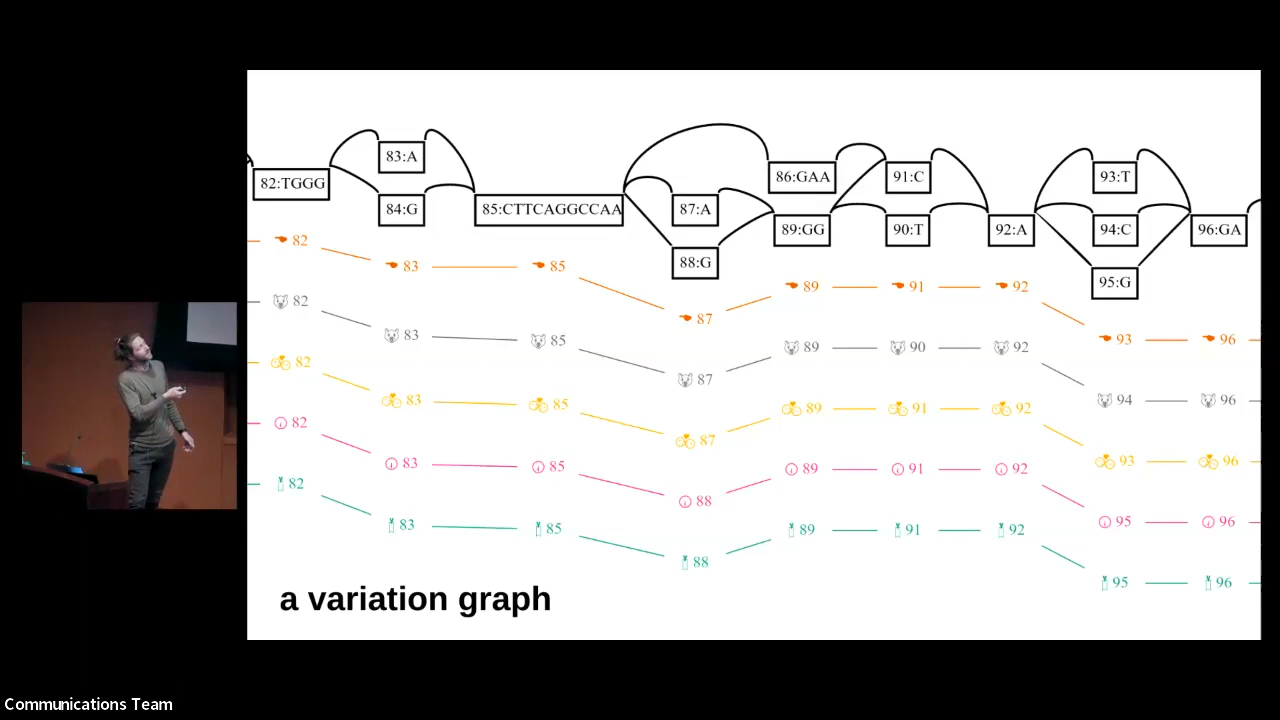 83:A
82:TGGG
86:GAA
91:C
93:T
84:G
85:CTTCAGGCCAA
87:A
89:GG
90:T
92:A
94:C
96:GA
88:G
95:G
82 83 85 87 89 91 92 93 96
82 83 85 87 89 90 92 94 96
82 83 85 87 89 91 92 93 96
82 83 85 88 89 91 92 95 96
82 83 85 88 89 91 92 95 96
a variation graph
Communications Team